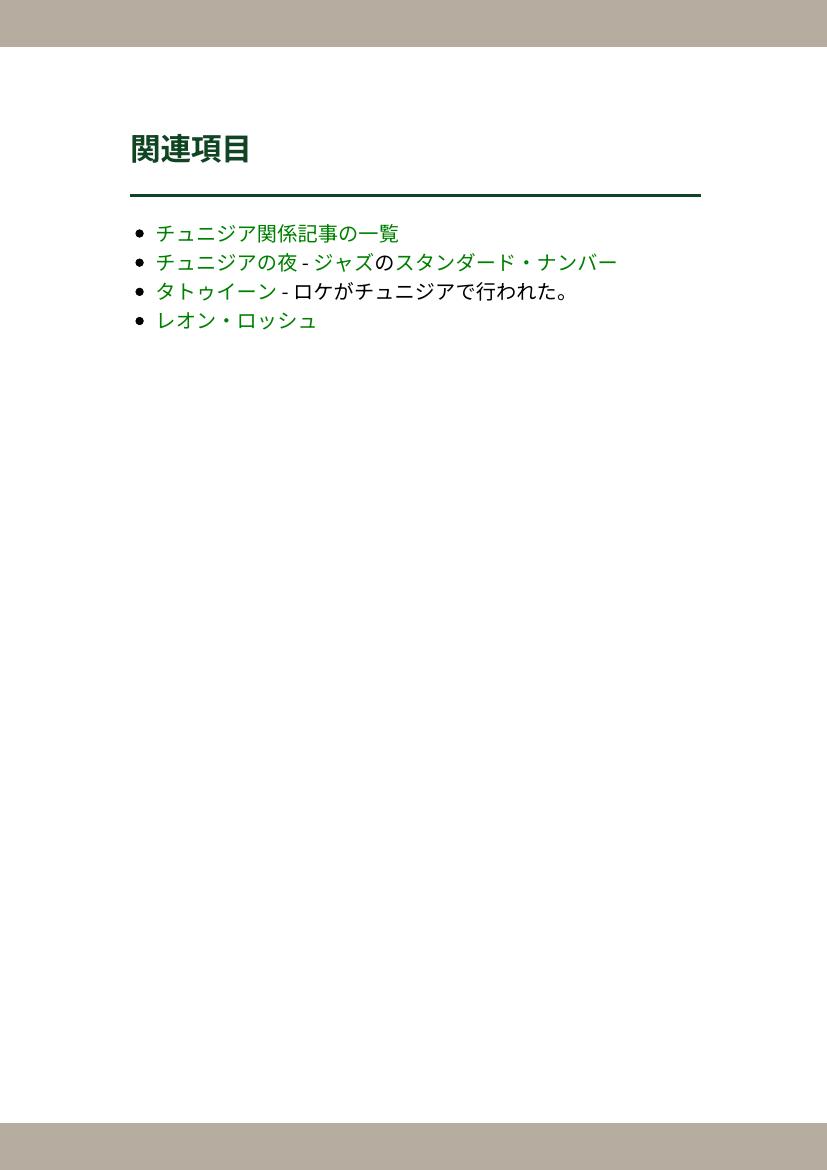 関連項目
チュニジア関係記事の一覧
チュニジアの夜 - ジャズのスタンダード・ナンバー
タトゥイーン - ロケがチュニジアで行われた。
レオン・ロッシュ